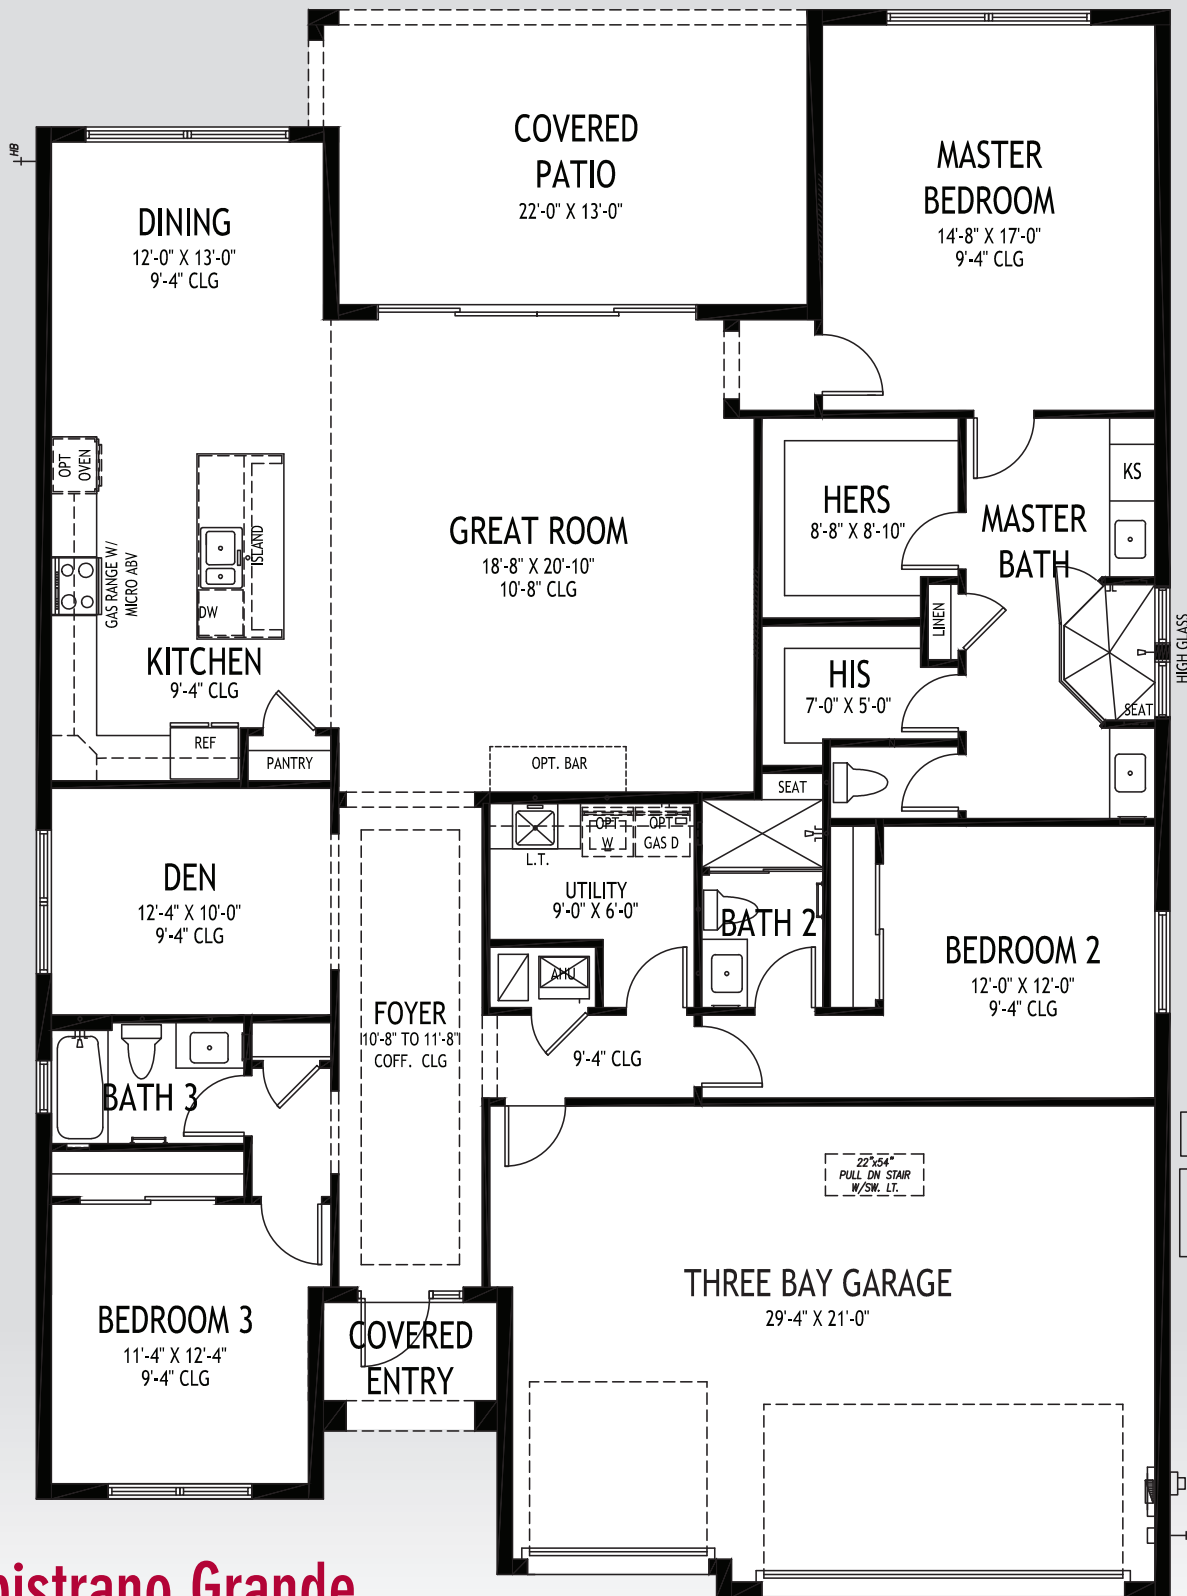 COVERED
PATIO
22'-0" X 13'-0"
MASTER
BEDROOM
14'-8" X 17'-0"
9'-4" CLG
HB
DINING
12'-0" X 13'-0"
9'-4" CLG
OPT
OVEN
GAS RANGE W/
MICRO ABV
ISLAND
DW
KITCHEN
9'-4" CLG
REF
PANTRY
GREAT ROOM
18'-8" X 20'-10"
10'-8" CLG
OPT. BAR
HERS
8'-8" X 8'-10"
MASTER
BATH
KS
LINEN
HIS
7'-0" X 5'-0"
SEAT
HIGH GLASS
SEAT
DEN
12'-4" X 10'-0"
9'-4" CLG
L.T.
OPT
W
OPT
GAS D
UTILITY
9'-0" X 6'-0"
AHU
BATH 2
BEDROOM 2
12'-0" X 12'-0"
9'-4" CLG
FOYER
10'-8" TO 11'-8"
COFF. CLG
9'-4" CLG
BATH 3
22"x54"
PULL DN STAIR
W/SW. LT.
THREE BAY GARAGE
29'-4" X 21'-0"
BEDROOM 3
11'-4" X 12'-4"
9'-4" CLG
COVERED
ENTRY
Grande